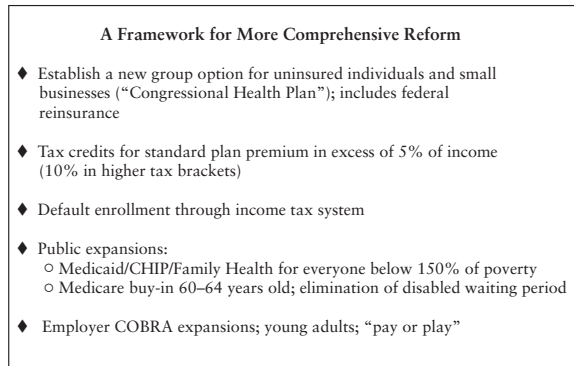 A Framework for More Comprehensive Reform
♦ Establish a new group option for uninsured individuals and small
businesses (“Congressional Health Plan”); includes federal
reinsurance
♦ Tax credits for standard plan premium in excess of 5% of income
(10% in higher tax brackets)
♦ Default enrollment through income tax system
♦ Public expansions:
○ Medicaid/CHIP/Family Health for everyone below 150% of poverty
○ Medicare buy-in 60–64 years old; elimination of disabled waiting period
♦ Employer COBRA expansions; young adults; “pay or play”